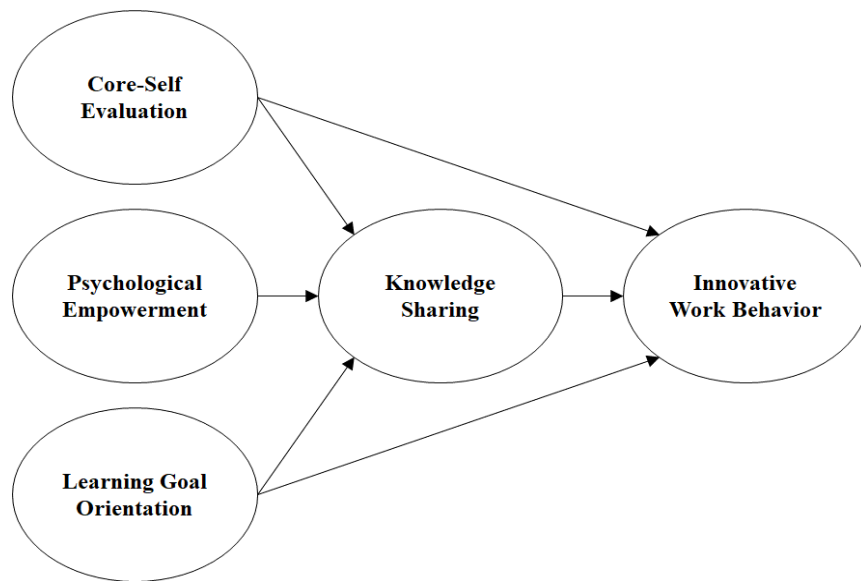 Core-Self
Evaluation
Psychological
Empowerment
Knowledge
Sharing
Innovative
Work Behavior
Learning Goal
Orientation